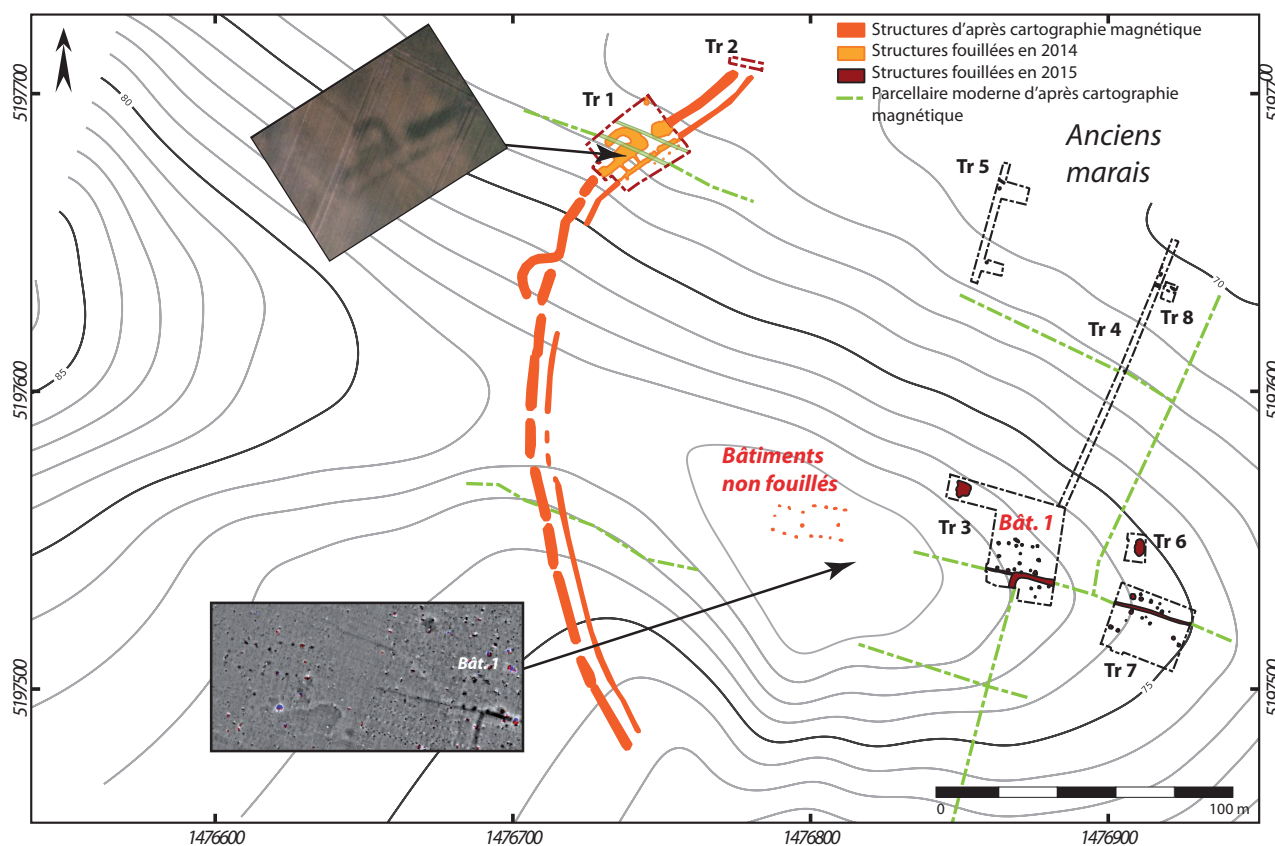 Structures d'après cartographie magnétique
Structures fouillées en 2014
Structures fouillées en 2015
Parcellaire moderne d'après cartographie
magnétique
Tr 2
Tr 1
80
Anciens
marais
Tr 5
70
Tr 4
Tr 8
85
Bâtiments
non fouillés
Tr 3
Bât. 1
Tr 6
Tr 7
75
Bât. 1
0
100 m
5197700
5197600
5197500
5197700
5197600
5197500
1476600
1476700
1476800
1476900